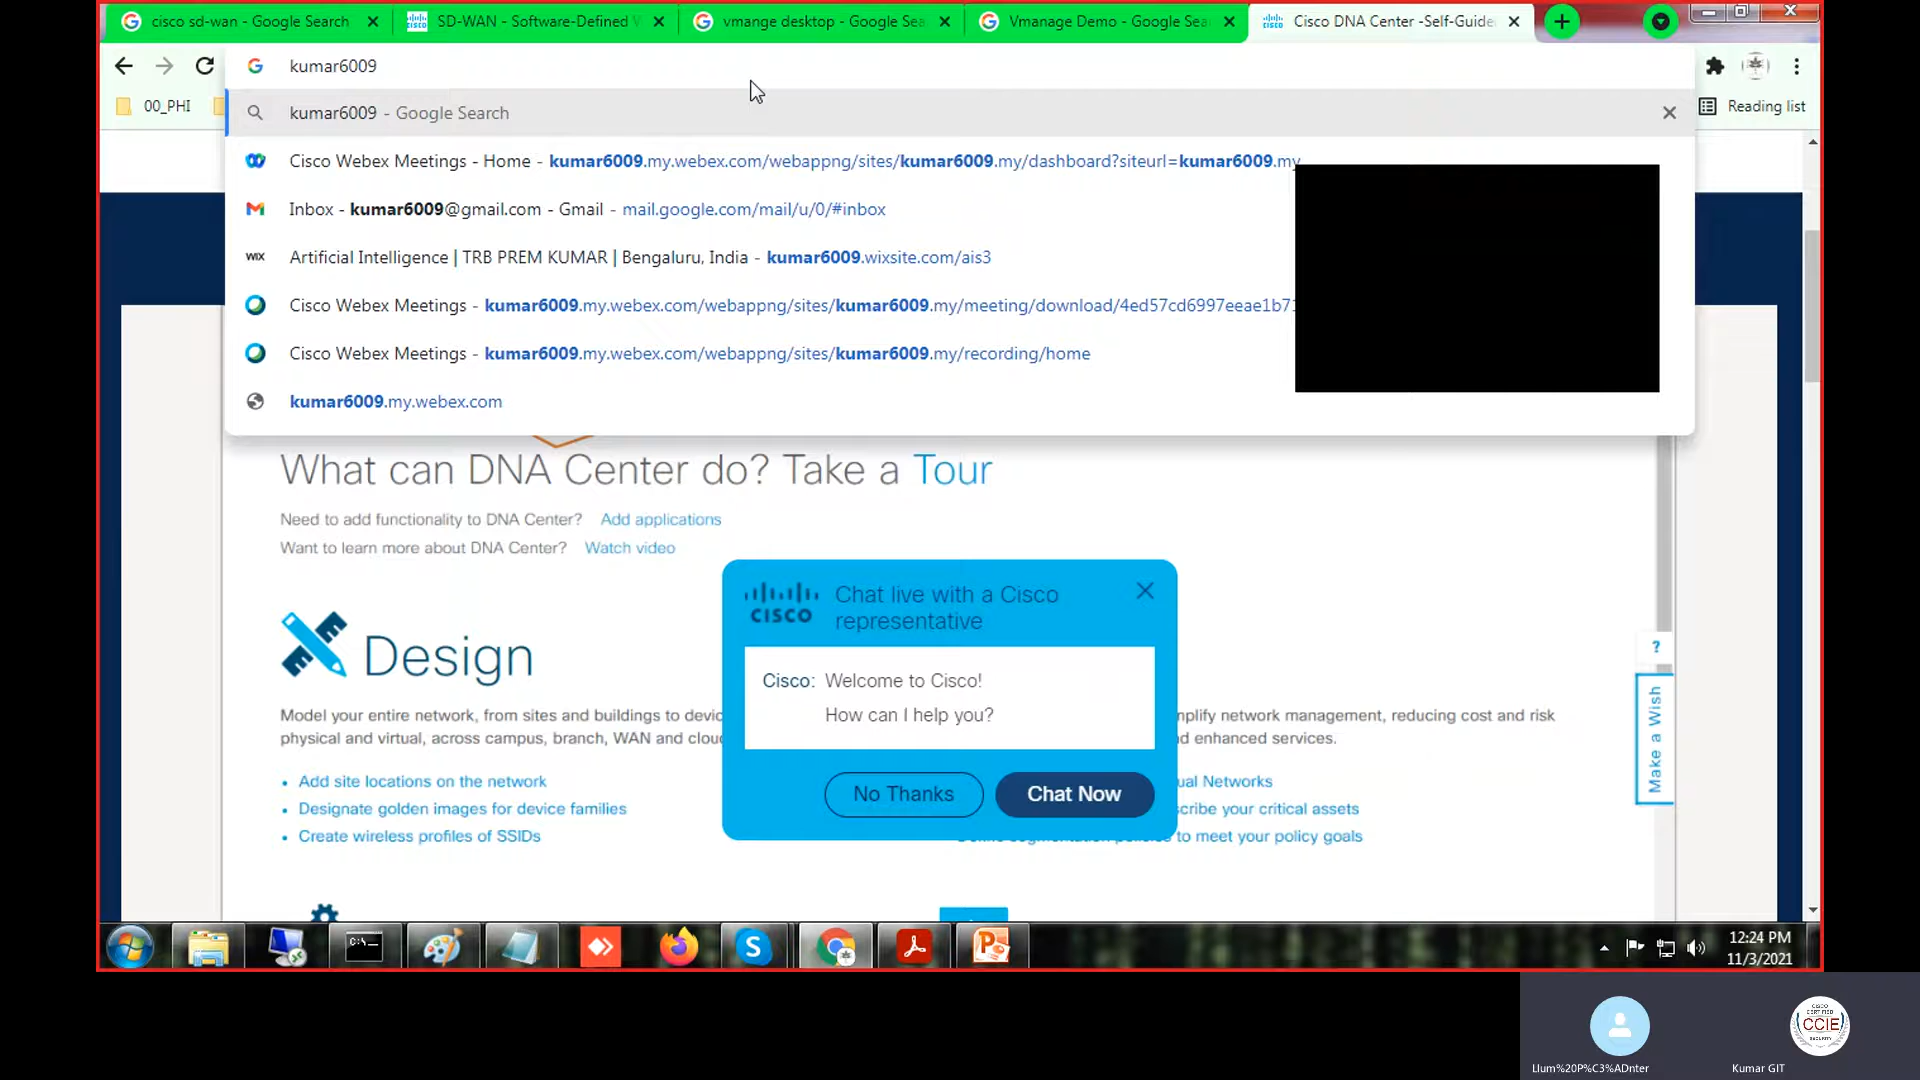 cisco sd-wan - Google Search
SD-WAN - Software-Defined
vmange desktop - Google Sea
Vmanage Demo - Google Sea
Cisco DNA Center -Self-Guide
kumar6009
00_PHI
Reading list
kumar6009 - Google Search
Cisco Webex Meetings - Home - kumar6009.my.webex.com/webappng/sites/kumar6009.my/dashboard?siteurl=kumar6009.my
Inbox - kumar6009@gmail.com - Gmail - mail.google.com/mail/u/0/#inbox
WIX
Artificial Intelligence | TRB PREM KUMAR | Bengaluru, India - kumar6009.wixsite.com/ais3
Cisco Webex Meetings - kumar6009.my.webex.com/webappng/sites/kumar6009.my/meeting/download/4ed57cd6997eeae1b71
Cisco Webex Meetings - kumar6009.my.webex.com/webappng/sites/kumar6009.my/recording/home
kumar6009.my.webex.com
What can DNA Center do? Take a Tour
Need to add functionality to DNA Center? Add applications
Want to learn more about DNA Center? Watch video
Design
Model your entire network, from sites and buildings to devic
physical and virtual, across campus, branch, WAN and clou
Add site locations on the network
Designate golden images for device families
Create wireless profiles of SSIDs
CISCO
Chat live with a Cisco
representative
Cisco: Welcome to Cisco!
How can I help you?
No Thanks
Chat Now
nplify network management, reducing cost and risk
d enhanced services.
ual Networks
scribe your critical assets
to meet your policy goals
?
Make a Wish
C:\
12:24 PM
11/3/2021
CISCO
CERTIFIED
CCIE
SECURITY
Llum%20P%C3%ADnter
Kumar GIT